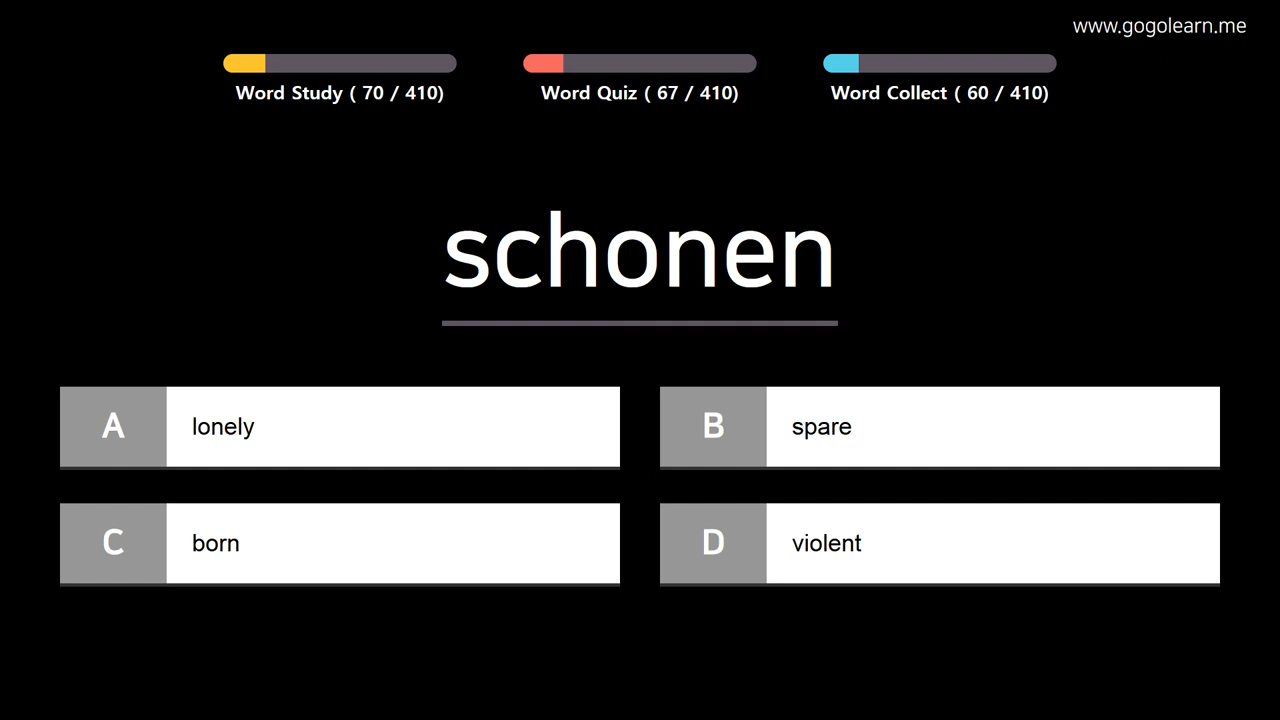 www.gogolearn.me
Word Study ( 70 / 410)
Word Quiz ( 67 / 410)
Word Collect ( 60 / 410)
schonen
A lonely
B spare
C born
D violent